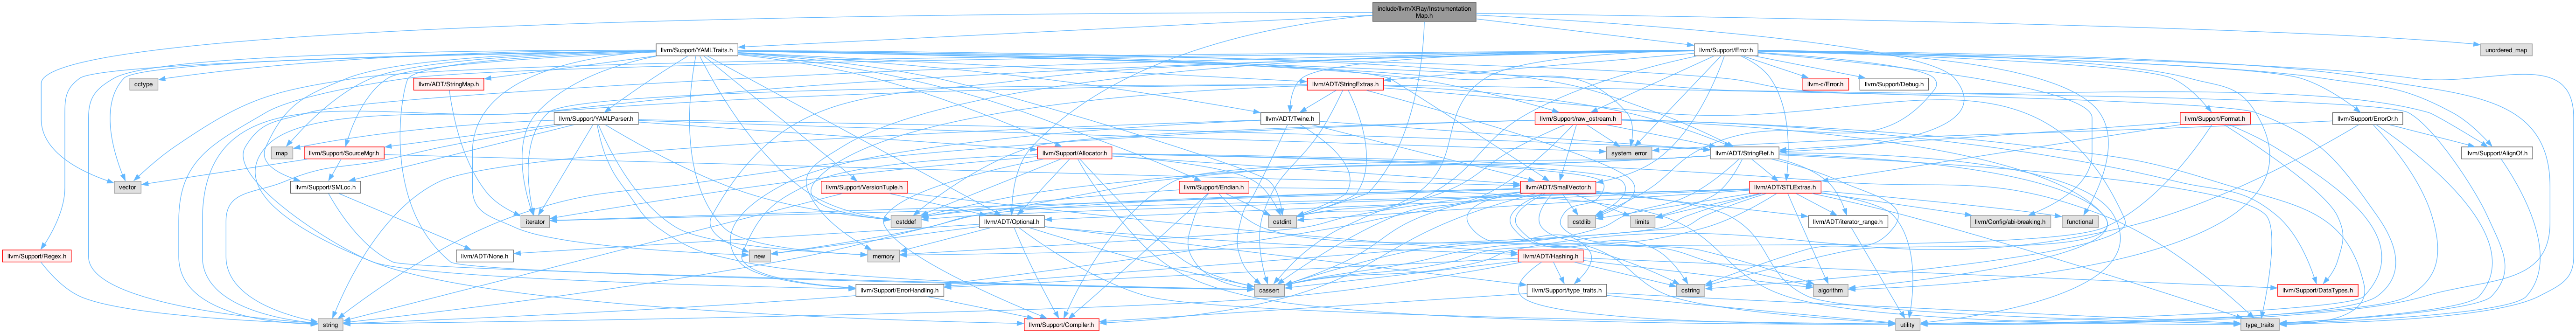 include/llvm/XRay/Instrumentation
Map.h
llvm/Support/YAMLTraits.h
llvm/Support/Error.h
unordered_map
cctype
llvm/ADT/StringMap.h
llvm/ADT/StringExtras.h
llvm-c/Error.h
llvm/Support/Debug.h
llvm/Support/YAMLParser.h
llvm/ADT/Twine.h
llvm/Support/raw_ostream.h
llvm/Support/Format.h
llvm/Support/ErrorOr.h
map
llvm/Support/SourceMgr.h
llvm/Support/Allocator.h
system_error
llvm/ADT/StringRef.h
llvm/Support/AlignOf.h
vector
llvm/Support/SMLoc.h
llvm/Support/VersionTuple.h
llvm/Support/Endian.h
llvm/ADT/SmallVector.h
llvm/ADT/STLExtras.h
iterator
cstddef
llvm/ADT/Optional.h
cstdint
cstdlib
limits
llvm/ADT/iterator_range.h
llvm/Config/abi-breaking.h
functional
llvm/Support/Regex.h
llvm/ADT/None.h
new
memory
llvm/ADT/Hashing.h
llvm/Support/ErrorHandling.h
cassert
llvm/Support/type_traits.h
cstring
algorithm
llvm/Support/DataTypes.h
string
llvm/Support/Compiler.h
utility
type_traits